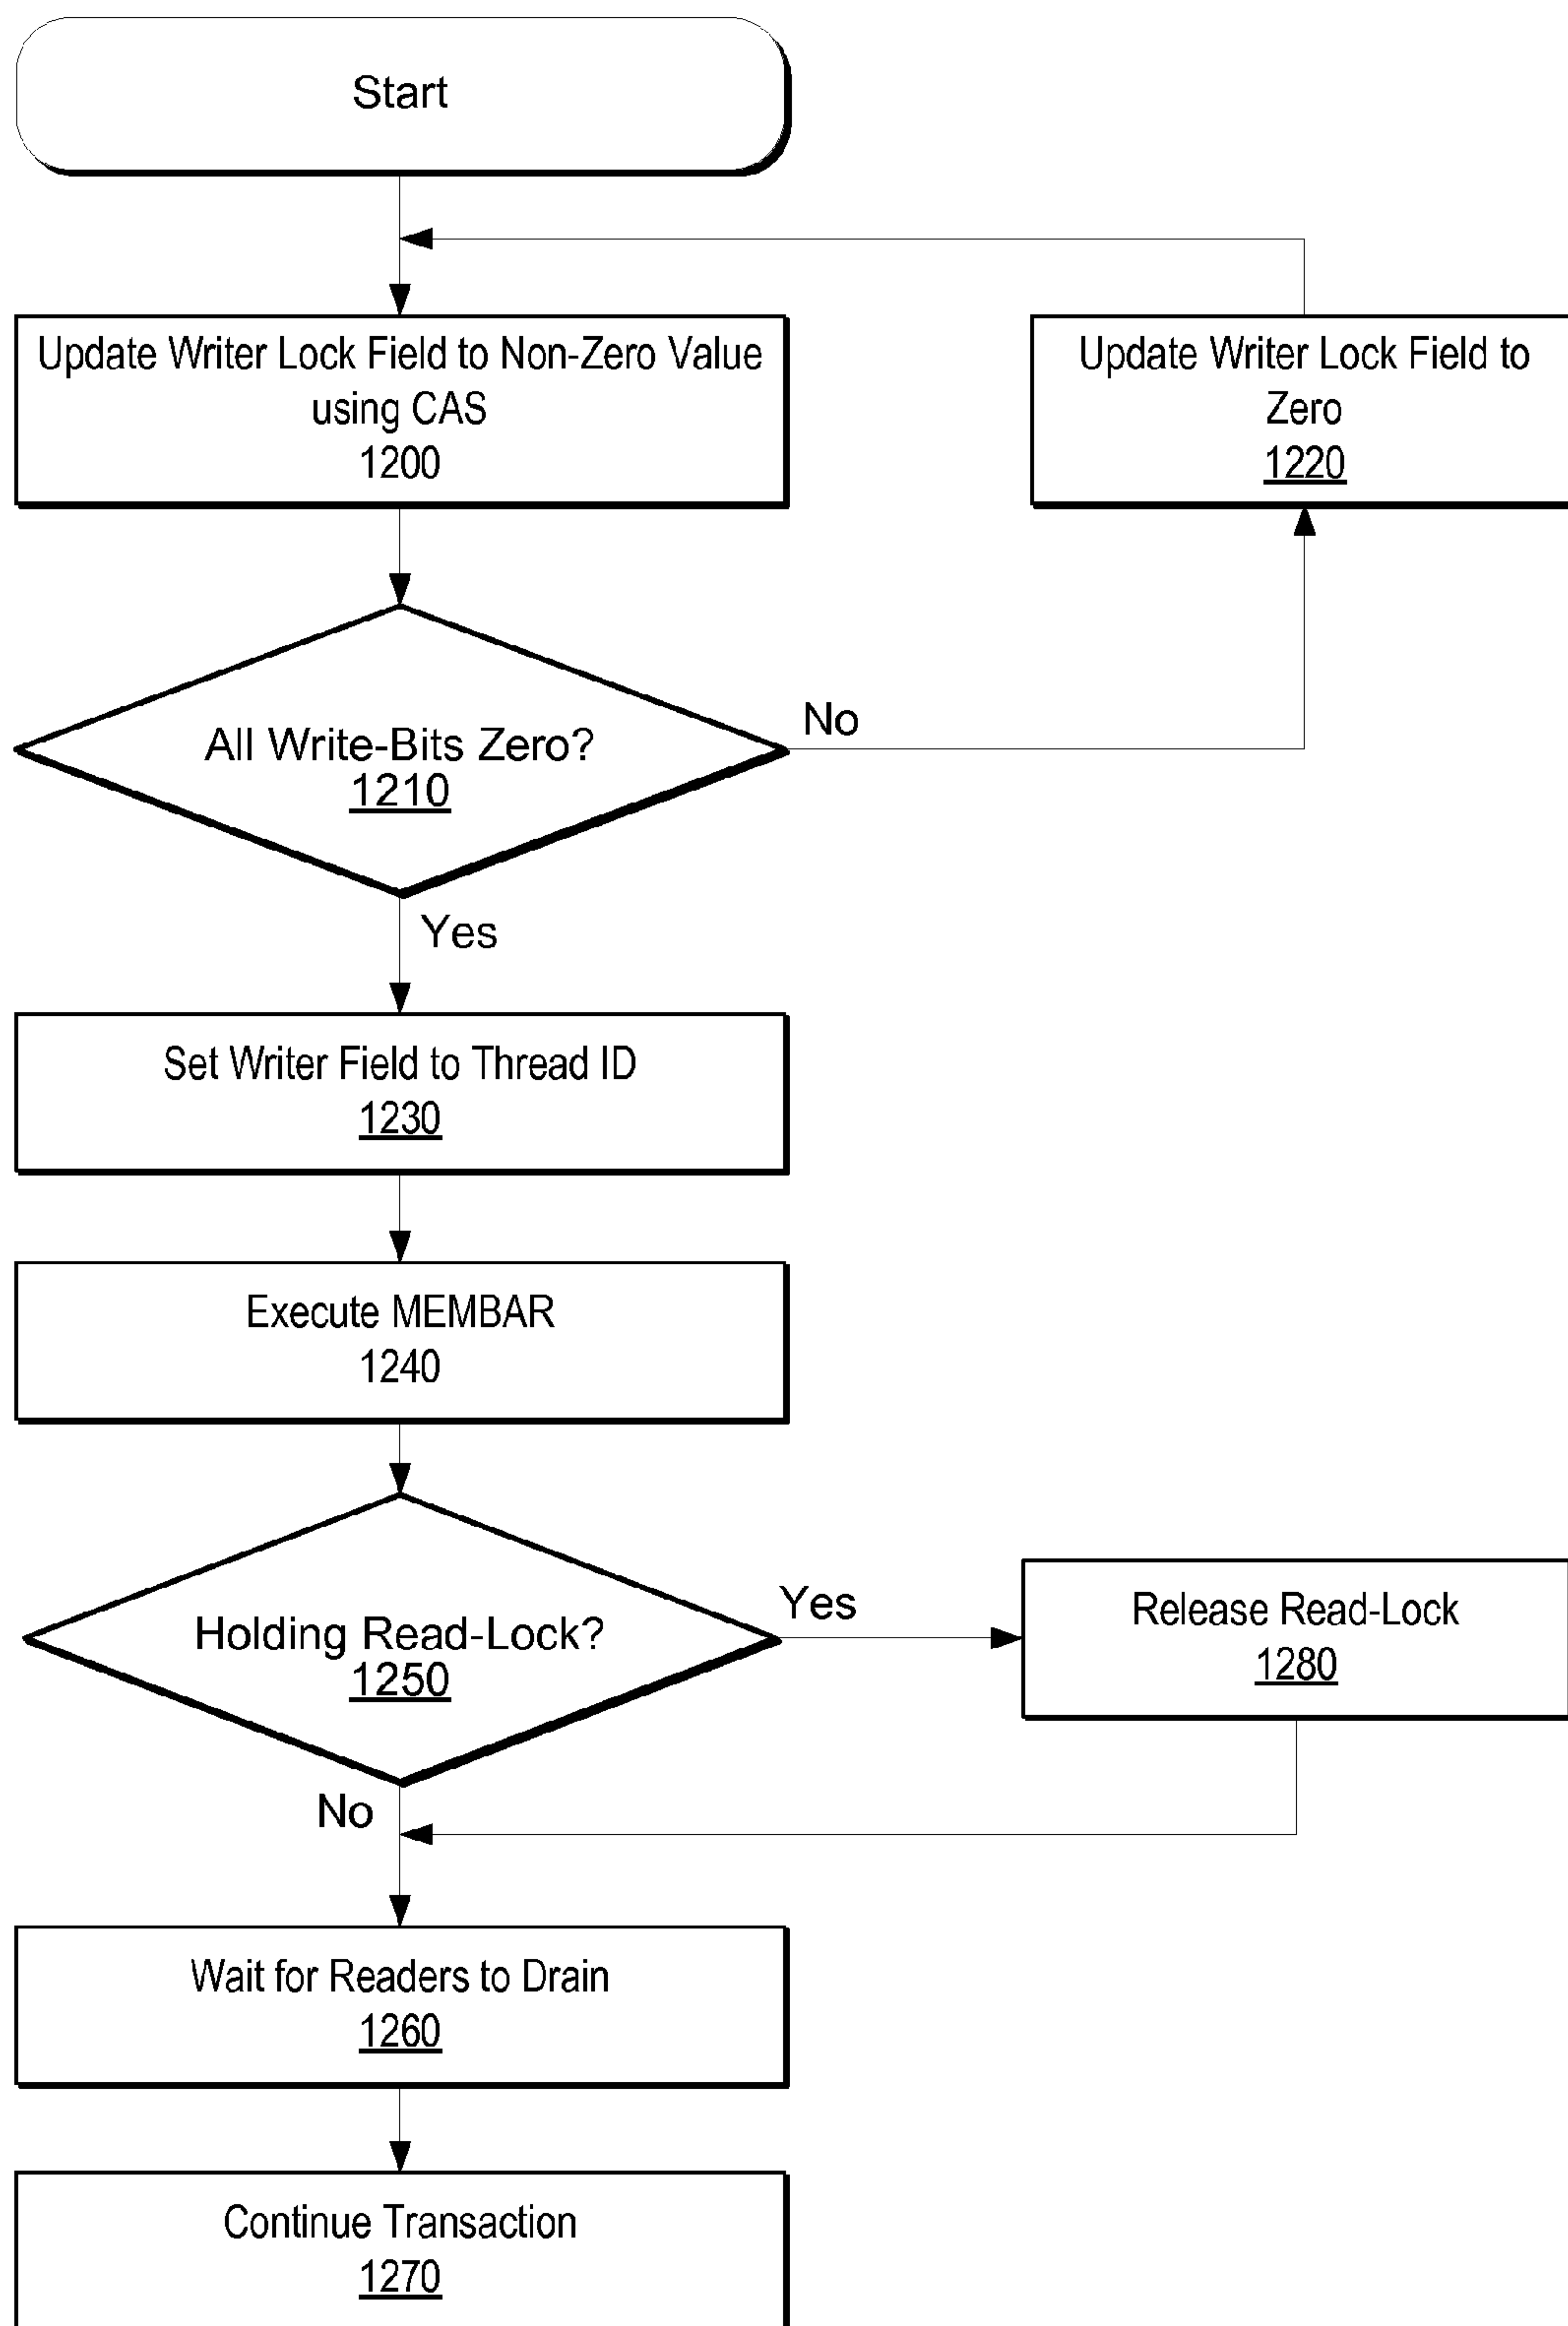 Start
Update Writer Lock Field to Non-Zero Value
using CAS
1200
Update Writer Lock Field to
Zero
1220
All Write-Bits Zero?
1210
No
Yes
Set Writer Field to Thread ID
1230
Execute MEMBAR
1240
Holding Read-Lock?
1250
Yes
Release Read-Lock
1280
No
Wait for Readers to Drain
1260
Continue Transaction
1270